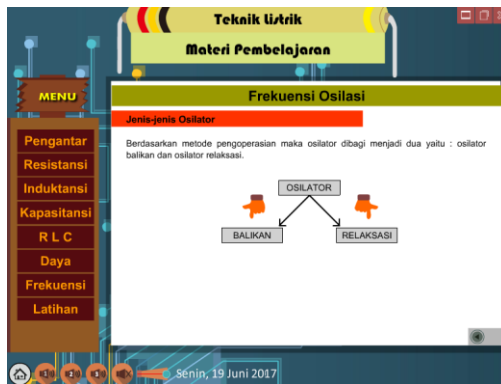 Teknik Listrik
Materi Pembelajaran
MENU
Pengantar
Resistansi
Induktansi
Kapasitansi
R L C
Daya
Frekuensi
Latihan
Frekuensi Osilasi
Jenis-jenis Osilator
Berdasarkan metode pengoperasian maka osilator dibagi menjadi dua yaitu : osilator
balikan dan osilator relaksasi.
OSILATOR
BALIKAN
RELAKSASI
Senin, 19 Juni 2017